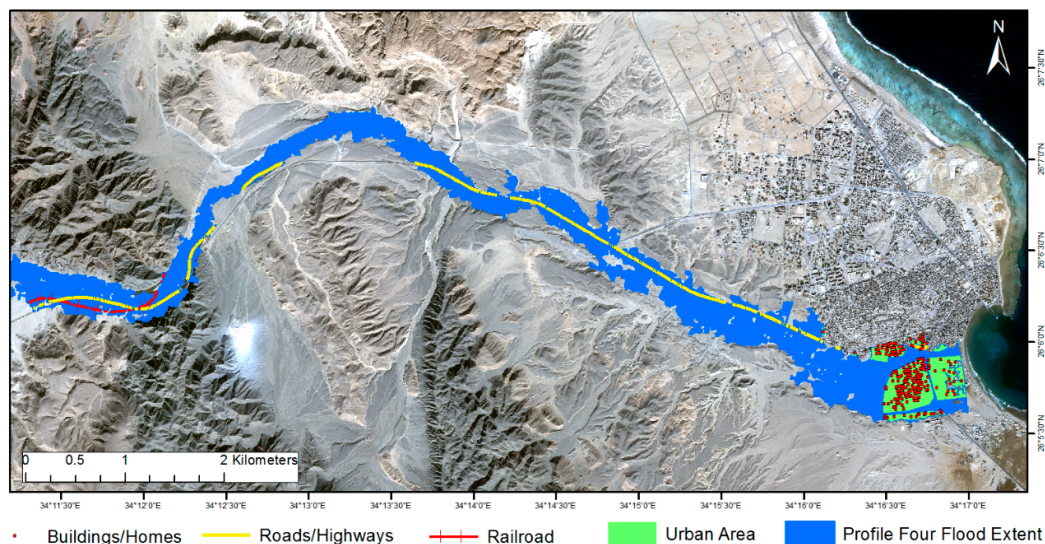 N
26°7'30"N
26°7'0"N
26°6'30"N
26°6'0"N
26°5'30"N
0 0.5 1 2 Kilometers
34°11'30"E 34°12'0"E 34°12'30"E 34°13'0"E 34°13'30"E 34°14'0"E 34°14'30"E 34°15'0"E 34°15'30"E 34°16'0"E 34°16'30"E 34°17'0"E
Buildings/Homes Roads/Highways Railroad Urban Area Profile Four Flood Extent